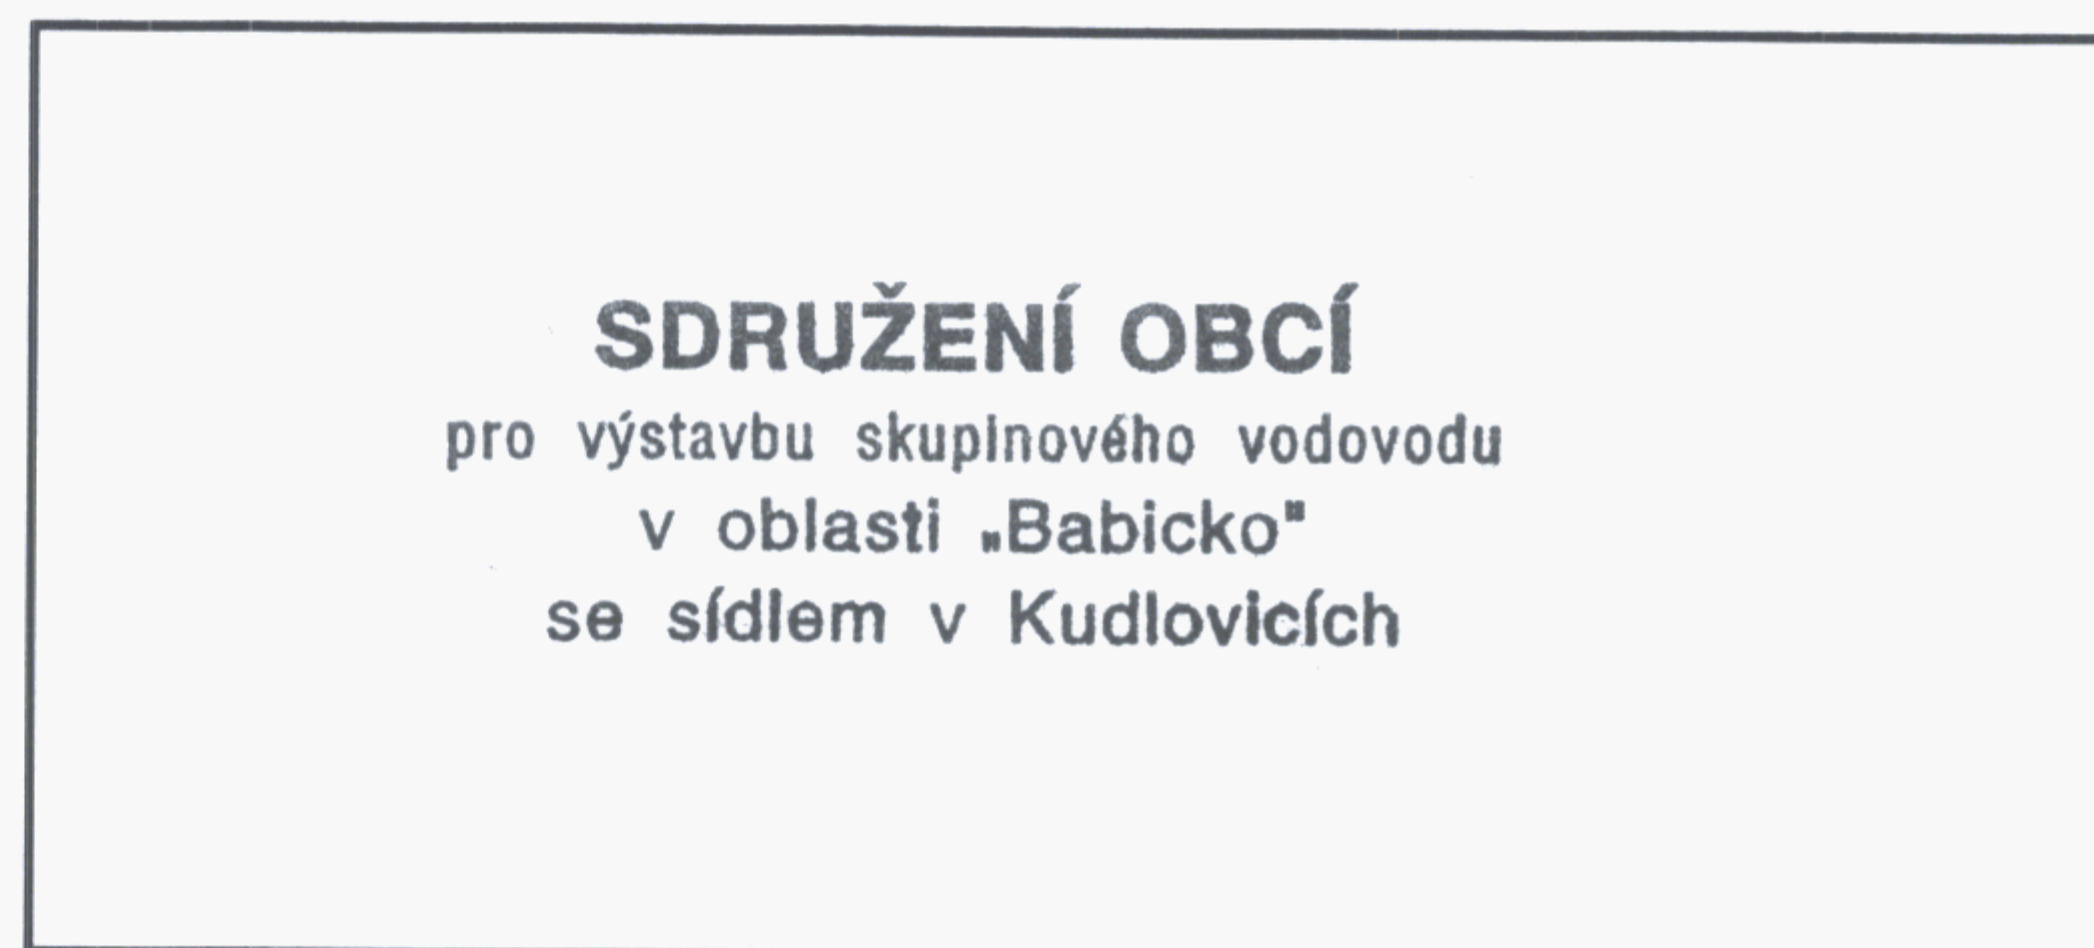 SDRUŽENÍ OBCÍ
pro výstavbu skupinového vodovodu
v oblasti „Babicko"
se sídlem v Kudlovicích